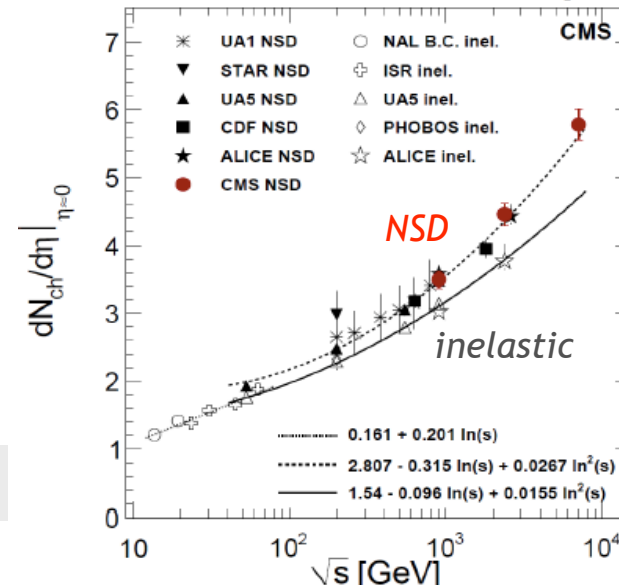 CMS
UA1 NSD
STAR NSD
UA5 NSD
CDF NSD
ALICE NSD
CMS NSD
NAL B.C. inel.
ISR inel.
UA5 inel.
PHOBOS inel.
ALICE inel.
NSD
inelastic
0.161 + 0.201 ln(s)
2.807 - 0.315 ln(s) + 0.0267 ln²(s)
1.54 - 0.096 ln(s) + 0.0155 ln²(s)
dN_ch/dη|_η≈0
7
6
5
4
3
2
1
0
10
10²
10³
10⁴
√s [GeV]